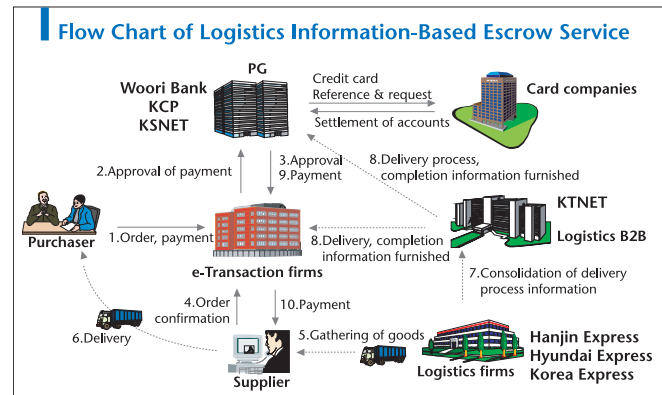 Flow Chart of Logistics Information-Based Escrow Service
PG
Woori Bank
KCP
KSNET
Credit card
Reference & request
Settlement of accounts
Card companies
2.Approval of payment
3.Approval
9.Payment
8.Delivery process,
completion information furnished
KTNET
Logistics B2B
Purchaser
1.Order, payment
8.Delivery, completion
information furnished
e-Transaction firms
7.Consolidation of delivery
process information
4.Order
confirmation
10.Payment
6.Delivery
5.Gathering of goods
Supplier
Logistics firms
Hanjin Express
Hyundai Express
Korea Express